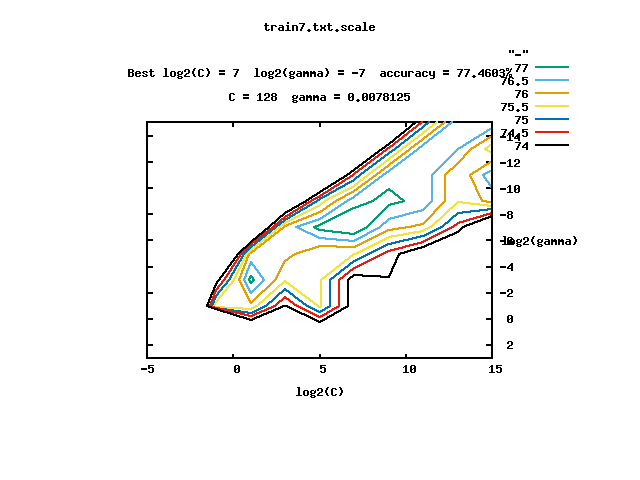 train7.txt.scale
"-"
Best log2(C) = 7  log2(gamma) = -7  accuracy = 77.4603%
77
76.5
C = 128  gamma = 0.0078125
76
75.5
75
74.5
74
-14
-12
-10
-8
-6
log2(gamma)
-4
-2
0
2
-5 0 5 10 15
log2(C)